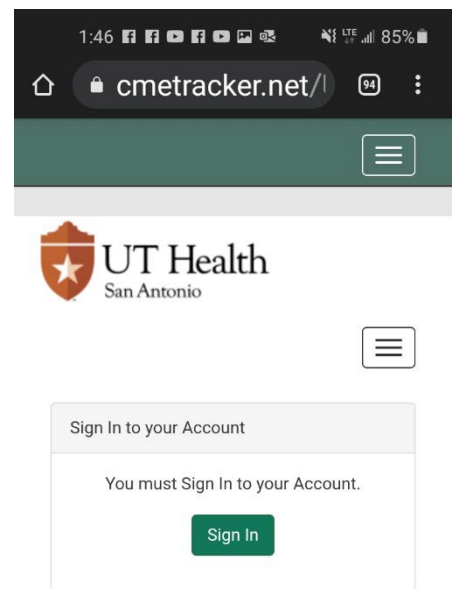 1:46 LTE 85%
cmetracker.net/ 94
UT Health
San Antonio
Sign In to your Account
You must Sign In to your Account.
Sign In